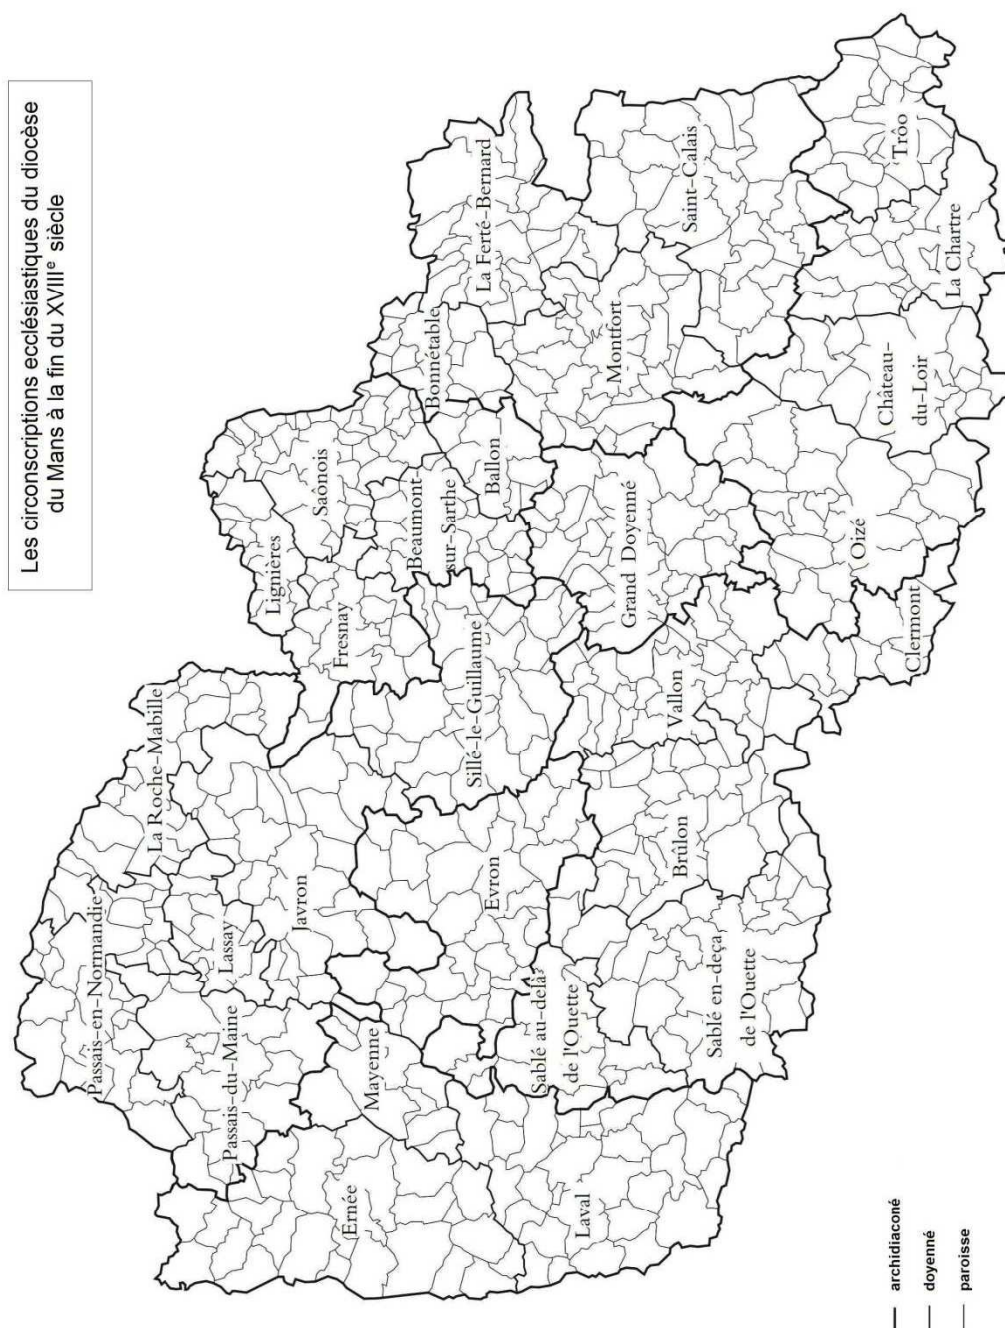 Les circonscriptions ecclésiastiques du diocèse
du Mans à la fin du XVIIIe siècle
Passais-en-Normandie
La Roche-Mabille
Passais-du-Maine
Lassay
Javron
Ernée
Mayenne
Lignières
Saônois
Fresnay
Beaumont-
sur-Sarthe
Ballon
Bonnétable
La Ferté-Bernard
Sillé-le-Guillaume
Evron
Laval
Sablé au-delà
de l'Ouette
Sablé en-deça
de l'Ouette
Brûlon
Vallon
Grand Doyenné
Montfort
Saint-Calais
Oizé
Clermont
Château-
du-Loir
La Chartre
Trôo
archidiaconé
doyenné
paroisse